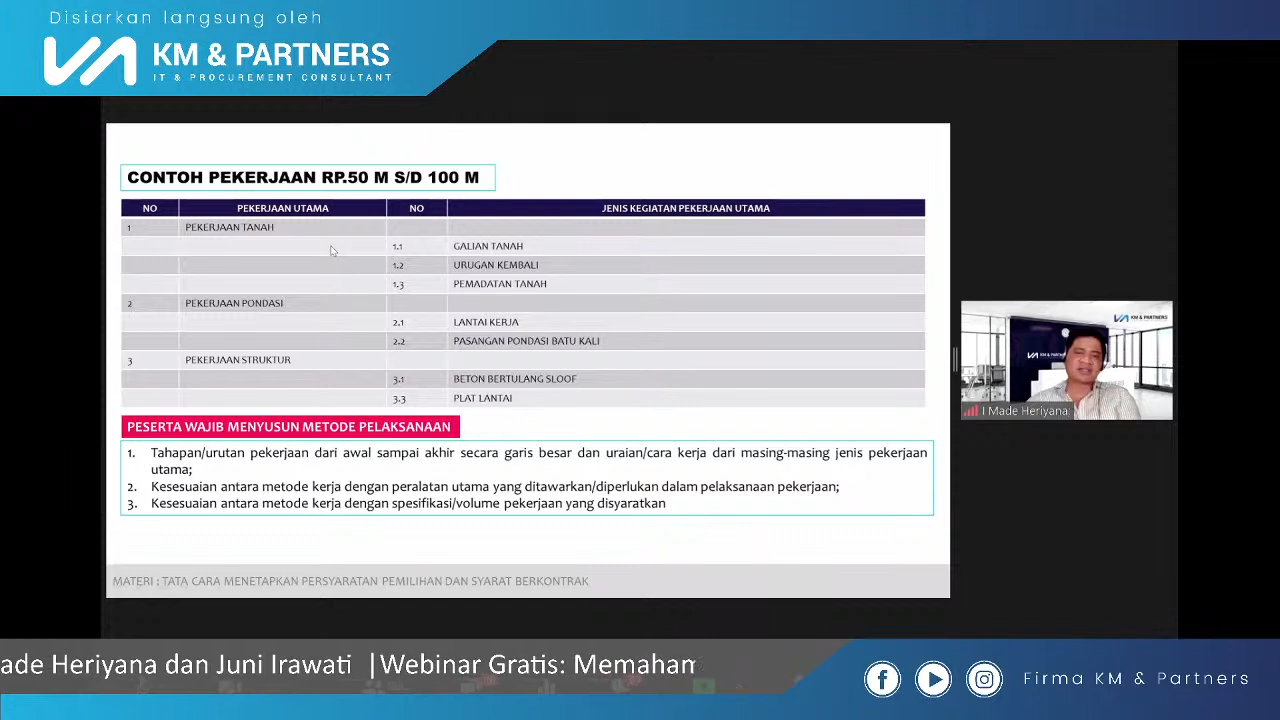 Disiarkan langsung oleh
KM & PARTNERS
IT & PROCUREMENT CONSULTANT
CONTOH PEKERJAAN RP.50 M S/D 100 M
NO PEKERJAAN UTAMA NO JENIS KEGIATAN PEKERJAAN UTAMA
1 PEKERJAAN TANAH
1.1 GALIAN TANAH
1.2 URUGAN KEMBALI
1.3 PEMADATAN TANAH
2 PEKERJAAN PONDASI
2.1 LANTAI KERJA
2.2 PASANGAN PONDASI BATU KALI
3 PEKERJAAN STRUKTUR
3.1 BETON BERTULANG SLOOF
3.3 PLAT LANTAI
PESERTA WAJIB MENYUSUN METODE PELAKSANAAN
1. Tahapan/urutan pekerjaan dari awal sampai akhir secara garis besar dan uraian/cara kerja dari masing-masing jenis pekerjaan
utama;
2. Kesesuaian antara metode kerja dengan peralatan utama yang ditawarkan/diperlukan dalam pelaksanaan pekerjaan;
3. Kesesuaian antara metode kerja dengan spesifikasi/volume pekerjaan yang disyaratkan
MATERI : TATA CARA MENETAPKAN PERSYARATAN PEMILIHAN DAN SYARAT BERKONTRAK
KM & PARTNERS
KM & PARTN
I Made Heriyana:
ade Heriyana dan Juni Irawati |Webinar Gratis: Memahan
Firma KM & Partners